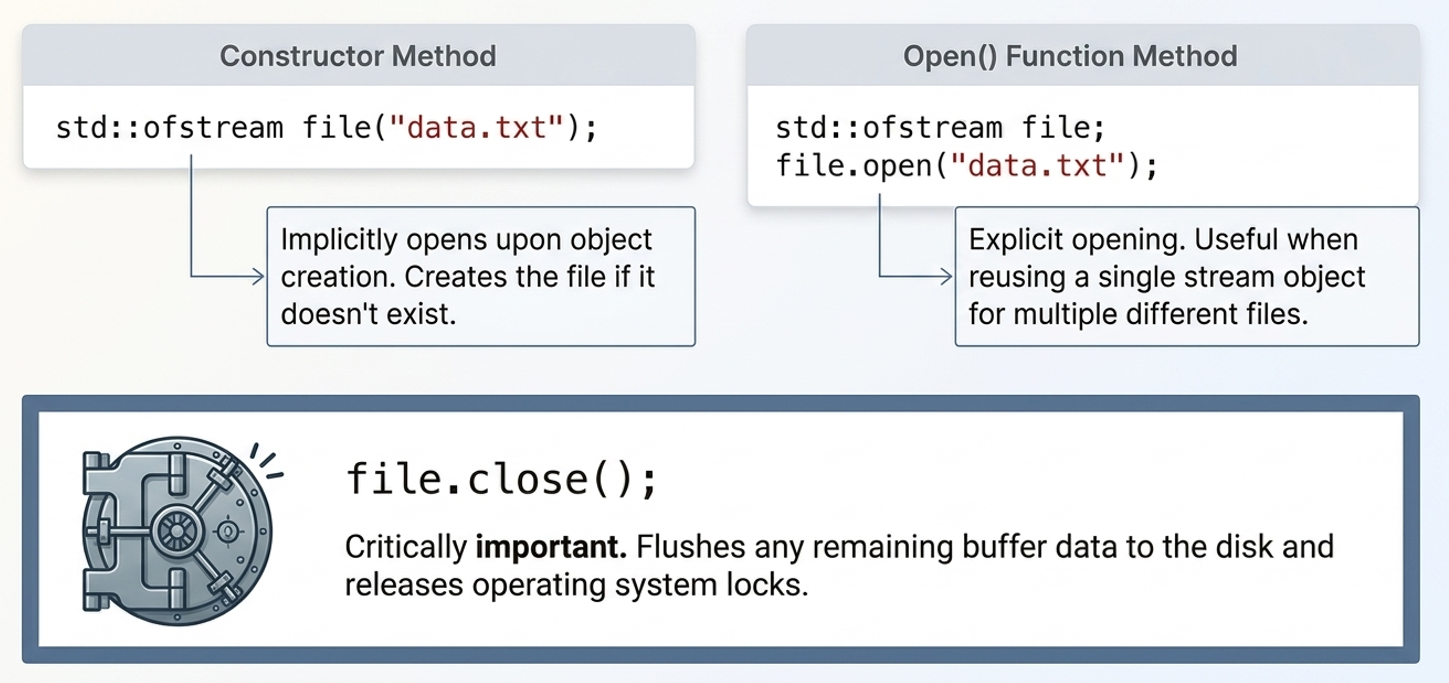 Constructor Method
std::ofstream file("data.txt");
Implicitly opens upon object
creation. Creates the file if it
doesn't exist.
Open() Function Method
std::ofstream file;
file.open("data.txt");
Explicit opening. Useful when
reusing a single stream object
for multiple different files.
file.close();
Critically important. Flushes any remaining buffer data to the disk and
releases operating system locks.